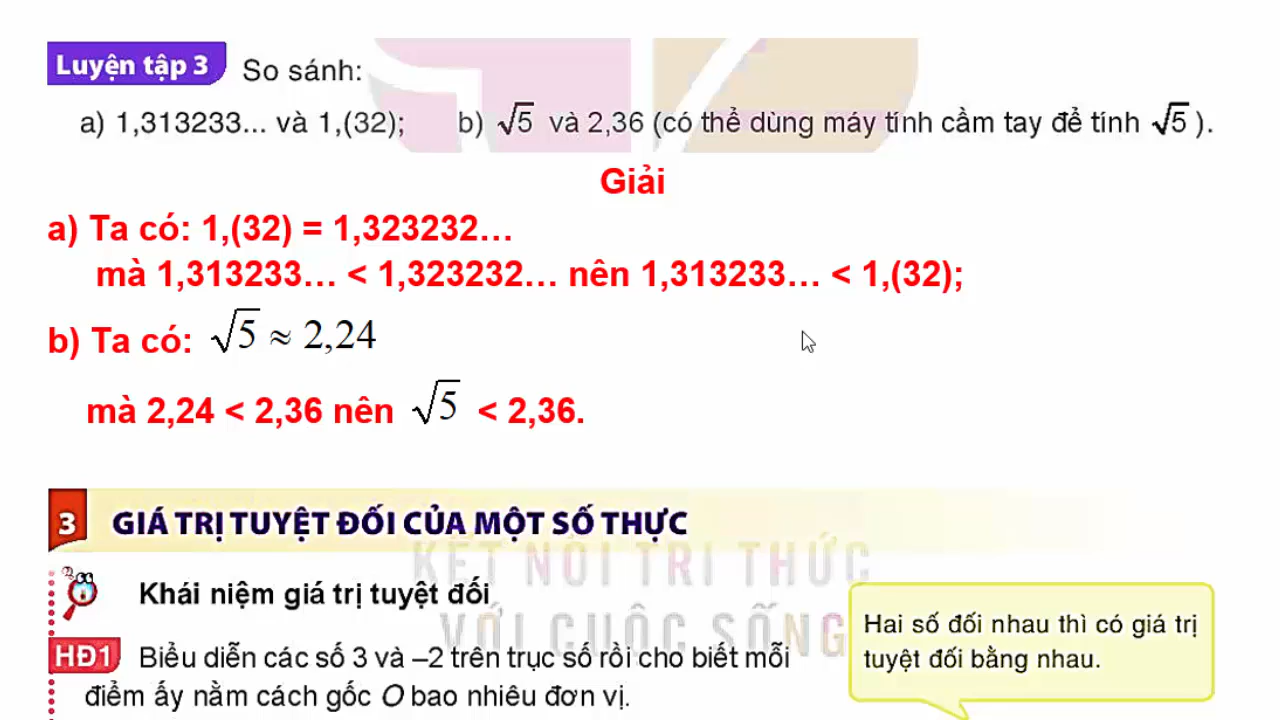 Luyện tập 3 So sánh:
a) 1,313233... và 1,(32); b) √5 và 2,36 (có thể dùng máy tính cầm tay để tính √5 ).
Giải
a) Ta có: 1,(32) = 1,323232...
mà 1,313233... < 1,323232... nên 1,313233... < 1,(32);
b) Ta có: √5 ≈ 2,24
mà 2,24 < 2,36 nên √5 < 2,36.
3 GIÁ TRỊ TUYỆT ĐỐI CỦA MỘT SỐ THỰC
KẾT NỐI TRI THỨC
VỚI CUỘC SỐNG
Khái niệm giá trị tuyệt đối
HĐ1 Biểu diễn các số 3 và –2 trên trục số rồi cho biết mỗi
điểm ấy nằm cách gốc O bao nhiêu đơn vị.
Hai số đối nhau thì có giá trị
tuyệt đối bằng nhau.